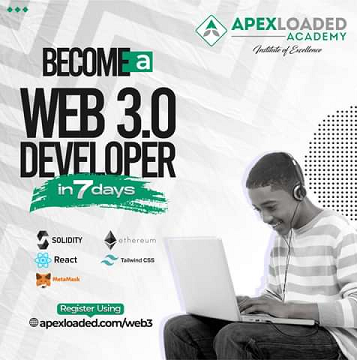 APEXLOADED
ACADEMY
Institute of Excellence
BECOME a
WEB 3.0
DEVELOPER
in 7 days
SOLIDITY
ethereum
React
Tailwind CSS
MetaMask
Register Using
apexloaded.com/web3